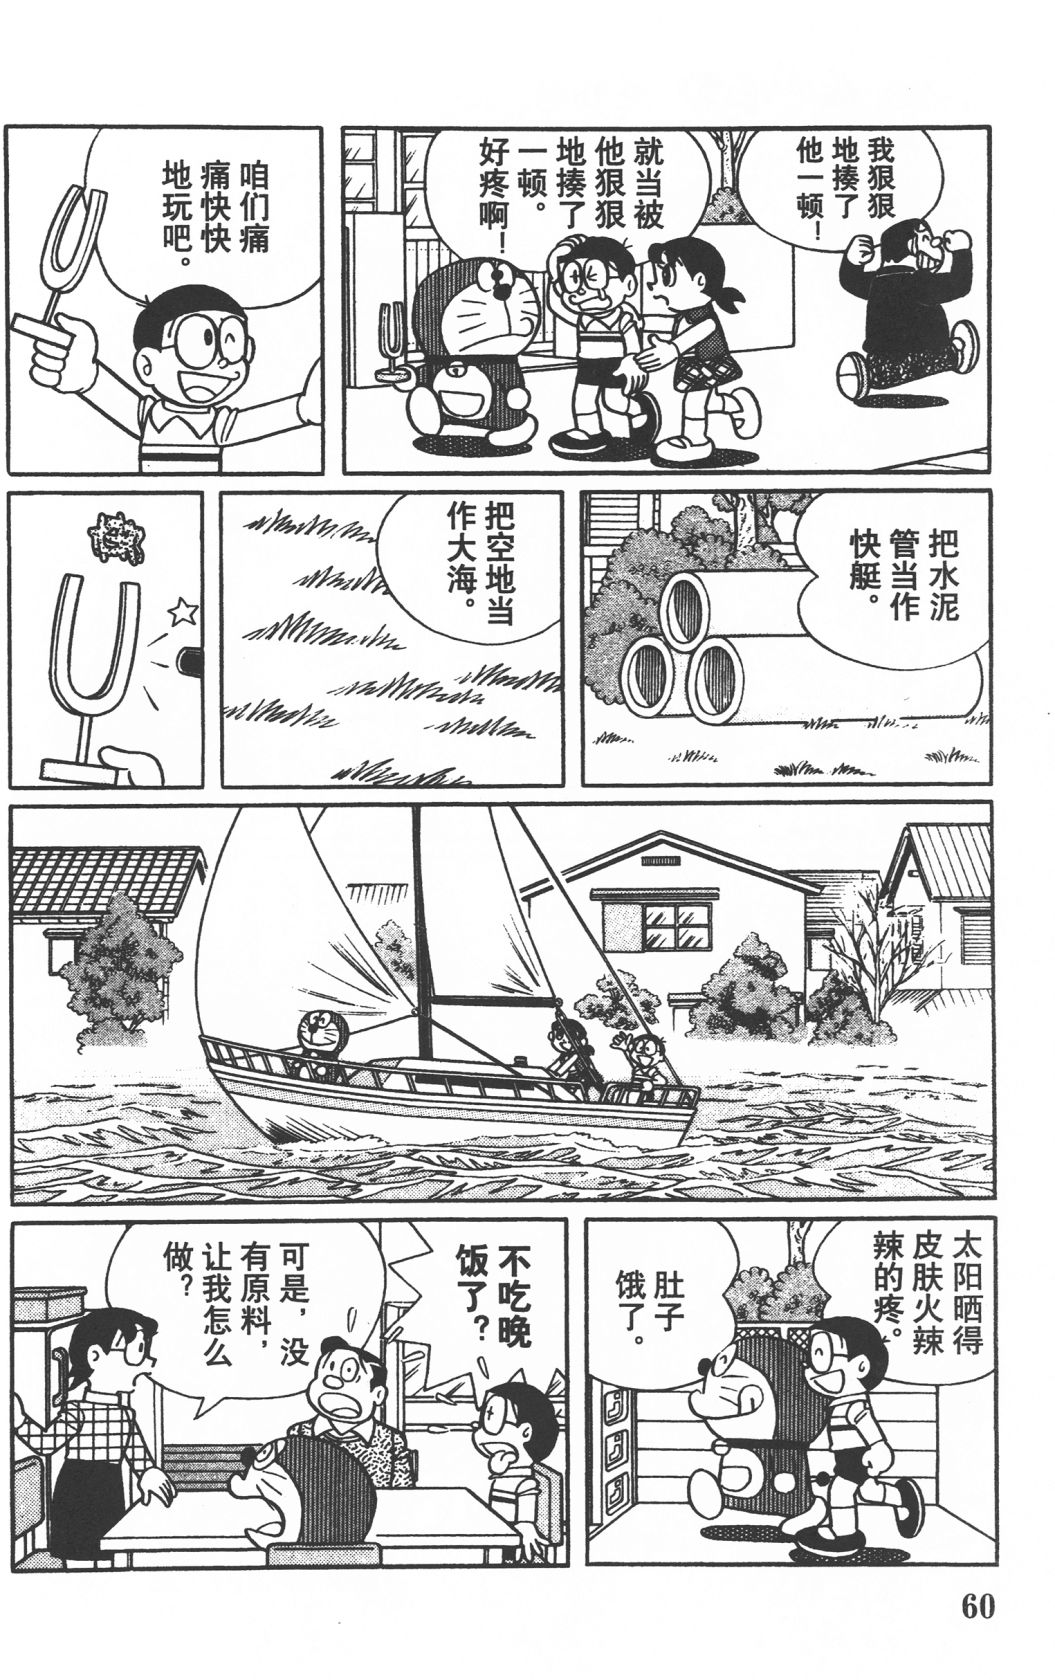 我狠狠
地揍了
他一顿！
就当被
他狠狠
地揍了
一顿。
好疼啊！
咱们痛
痛快快
地玩吧。
把水泥
管当作
快艇。
把空地当
作大海。
太阳晒得
皮肤火辣
辣的疼。
肚子
饿了。
不吃晚
饭了？
可是，没
有原料，
让我怎么
做？
60